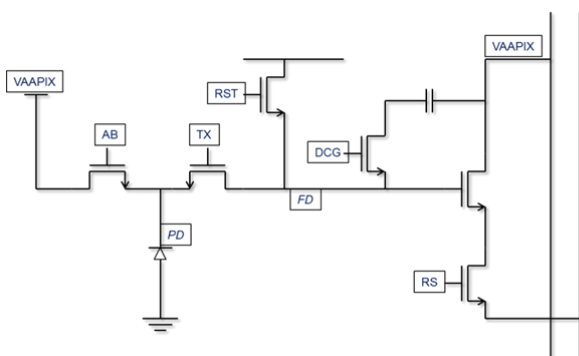 VAAPIX
VAAPIX
RST
AB
TX
DCG
FD
PD
RS